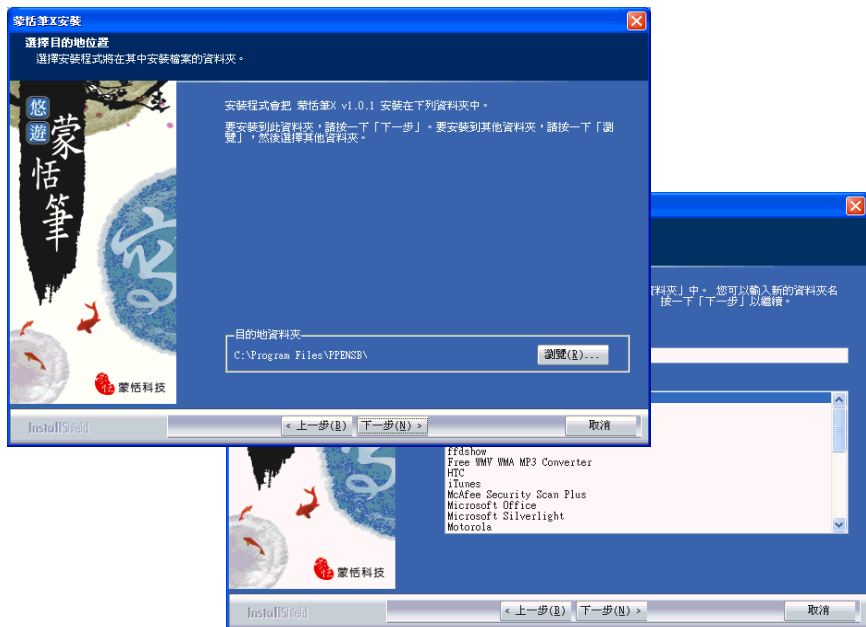 蒙恬筆X安裝
選擇目的地位置
選擇安裝程式將在其中安裝檔案的資料夾。
悠遊蒙恬筆
安裝程式會把 蒙恬筆X v1.0.1 安裝在下列資料夾中。
要安裝到此資料夾，請按一下「下一步」。要安裝到其他資料夾，請按一下「瀏
覽」，然後選擇其他資料夾。
目的地資料夾
C:\Program Files\PPENSB\
瀏覽(R)...
蒙恬科技
InstallShield
< 上一步(B)
下一步(N) >
取消
資料夾」中。 您可以輸入新的資料夾名
按一下「下一步」以繼續。
ffdshow
Free WMV WMA MP3 Converter
HTC
iTunes
McAfee Security Scan Plus
Microsoft Office
Microsoft Silverlight
Motorola
蒙恬科技
InstallShield
< 上一步(B)
下一步(N) >
取消